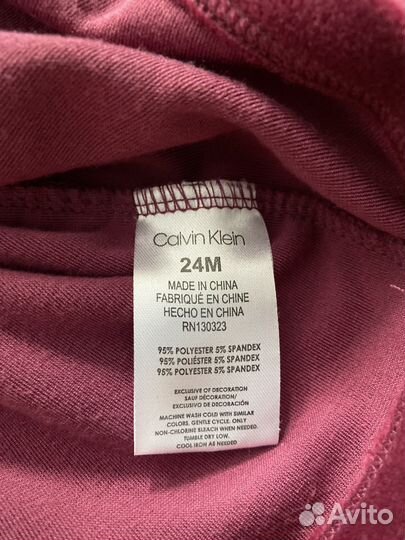 Calvin Klein
24M
MADE IN CHINA
FABRIQUÉ EN CHINE
HECHO EN CHINA
RN130323
95% POLYESTER 5% SPANDEX
95% POLIÉSTER 5% SPANDEX
95% POLYESTER 5% SPANDEX
EXCLUSIVE OF DECORATION
SAUF DÉCORATION/
EXCLUSIVO DE DECORACIÓN
MACHINE WASH COLD WITH SIMILAR
COLORS, GENTLE CYCLE. ONLY
NON-CHLORINE BLEACH WHEN NEEDED.
TUMBLE DRY LOW.
COOL IRON AS NEEDED
Avito